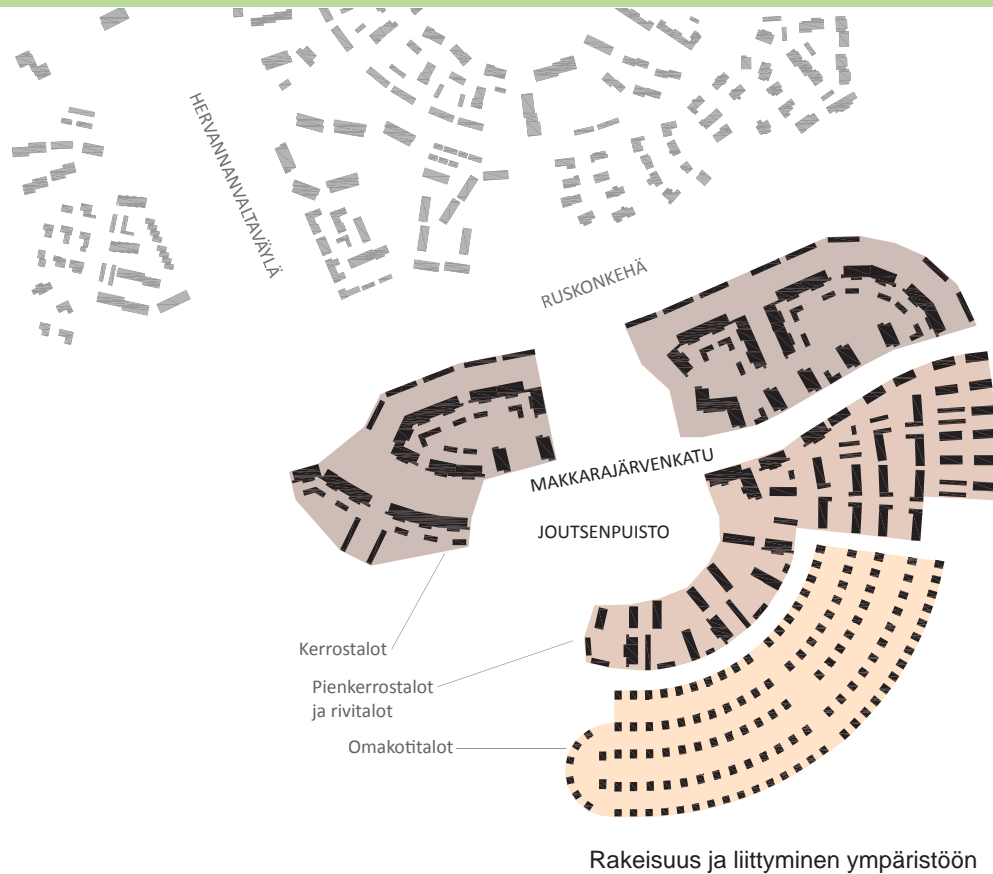 HERVANNANVALTAVÄYLÄ
RUSKONKEHÄ
MAKKARAJÄRVENKATU
JOUTSENPUISTO
Kerrostalot
Pienkerrostalot
ja rivitalot
Omakotitalot
Rakeisuus ja liittyminen ympäristöön